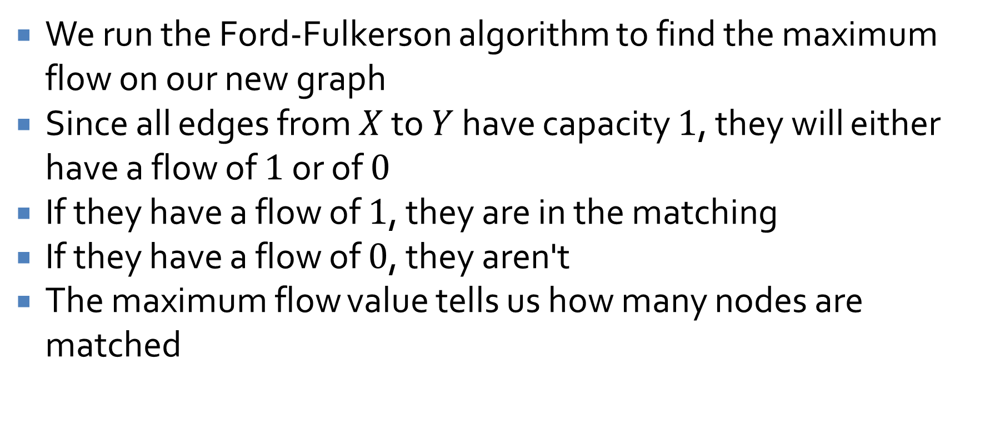 ▪ We run the Ford-Fulkerson algorithm to find the maximum
flow on our new graph
▪ Since all edges from X to Y have capacity 1, they will either
have a flow of 1 or of 0
▪ If they have a flow of 1, they are in the matching
▪ If they have a flow of 0, they aren't
▪ The maximum flow value tells us how many nodes are
matched